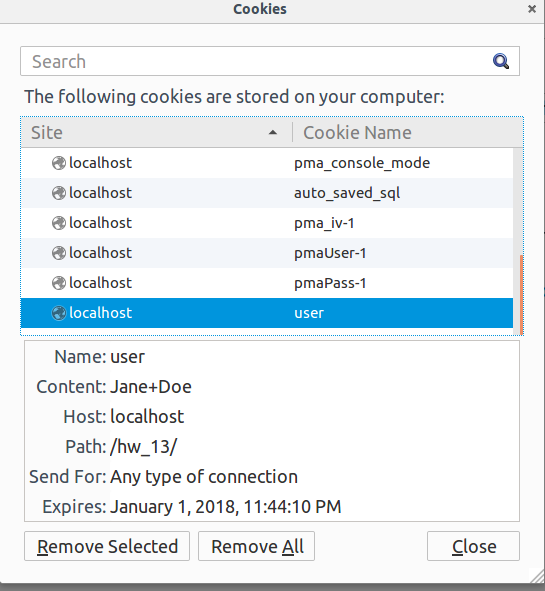 Cookies
Search
The following cookies are stored on your computer:
Site Cookie Name
localhost pma_console_mode
localhost auto_saved_sql
localhost pma_iv-1
localhost pmaUser-1
localhost pmaPass-1
localhost user
Name: user
Content: Jane+Doe
Host: localhost
Path: /hw_13/
Send For: Any type of connection
Expires: January 1, 2018, 11:44:10 PM
Remove Selected Remove All Close